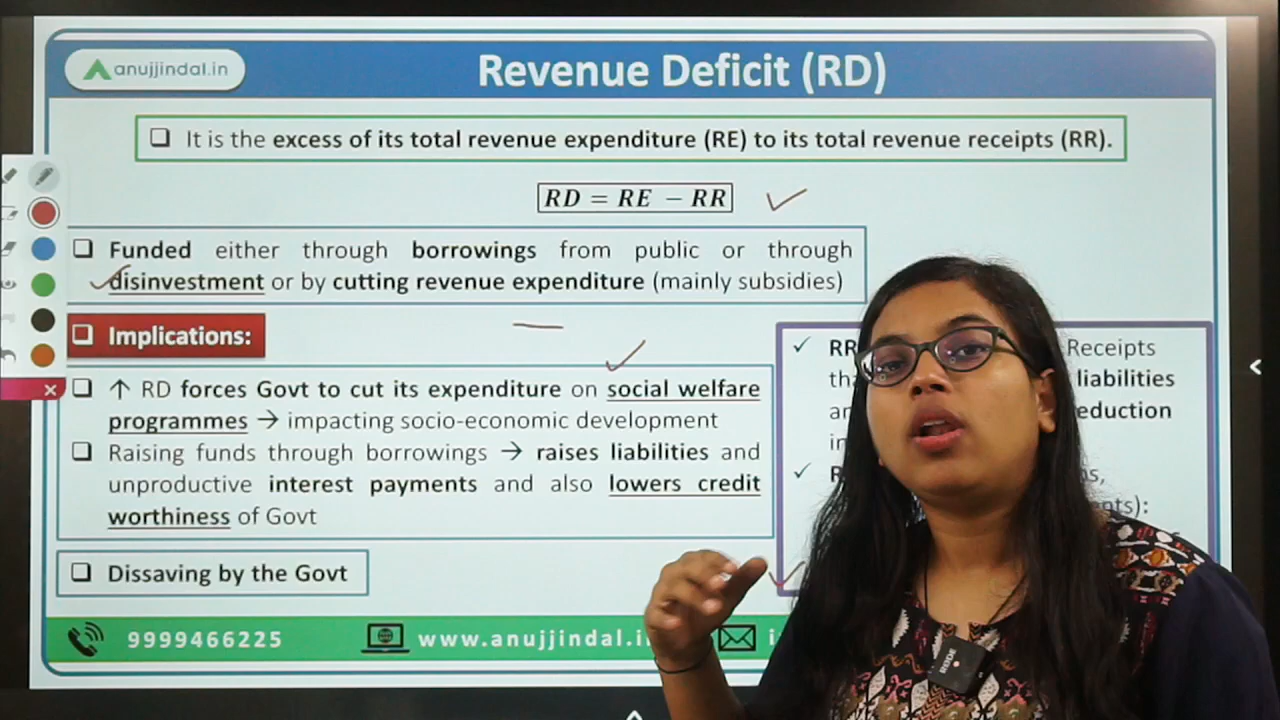 anujjindal.in
Revenue Deficit (RD)
❑ It is the excess of its total revenue expenditure (RE) to its total revenue receipts (RR).
RD = RE − RR
❑ Funded either through borrowings from public or through
disinvestment or by cutting revenue expenditure (mainly subsidies)
❑ Implications:
❑ ↑ RD forces Govt to cut its expenditure on social welfare
programmes → impacting socio-economic development
❑ Raising funds through borrowings → raises liabilities and
unproductive interest payments and also lowers credit
worthiness of Govt
❑ Dissaving by the Govt
✓ RR Receipts
liabilities
9999466225
www.anujjindal.i
RØDE